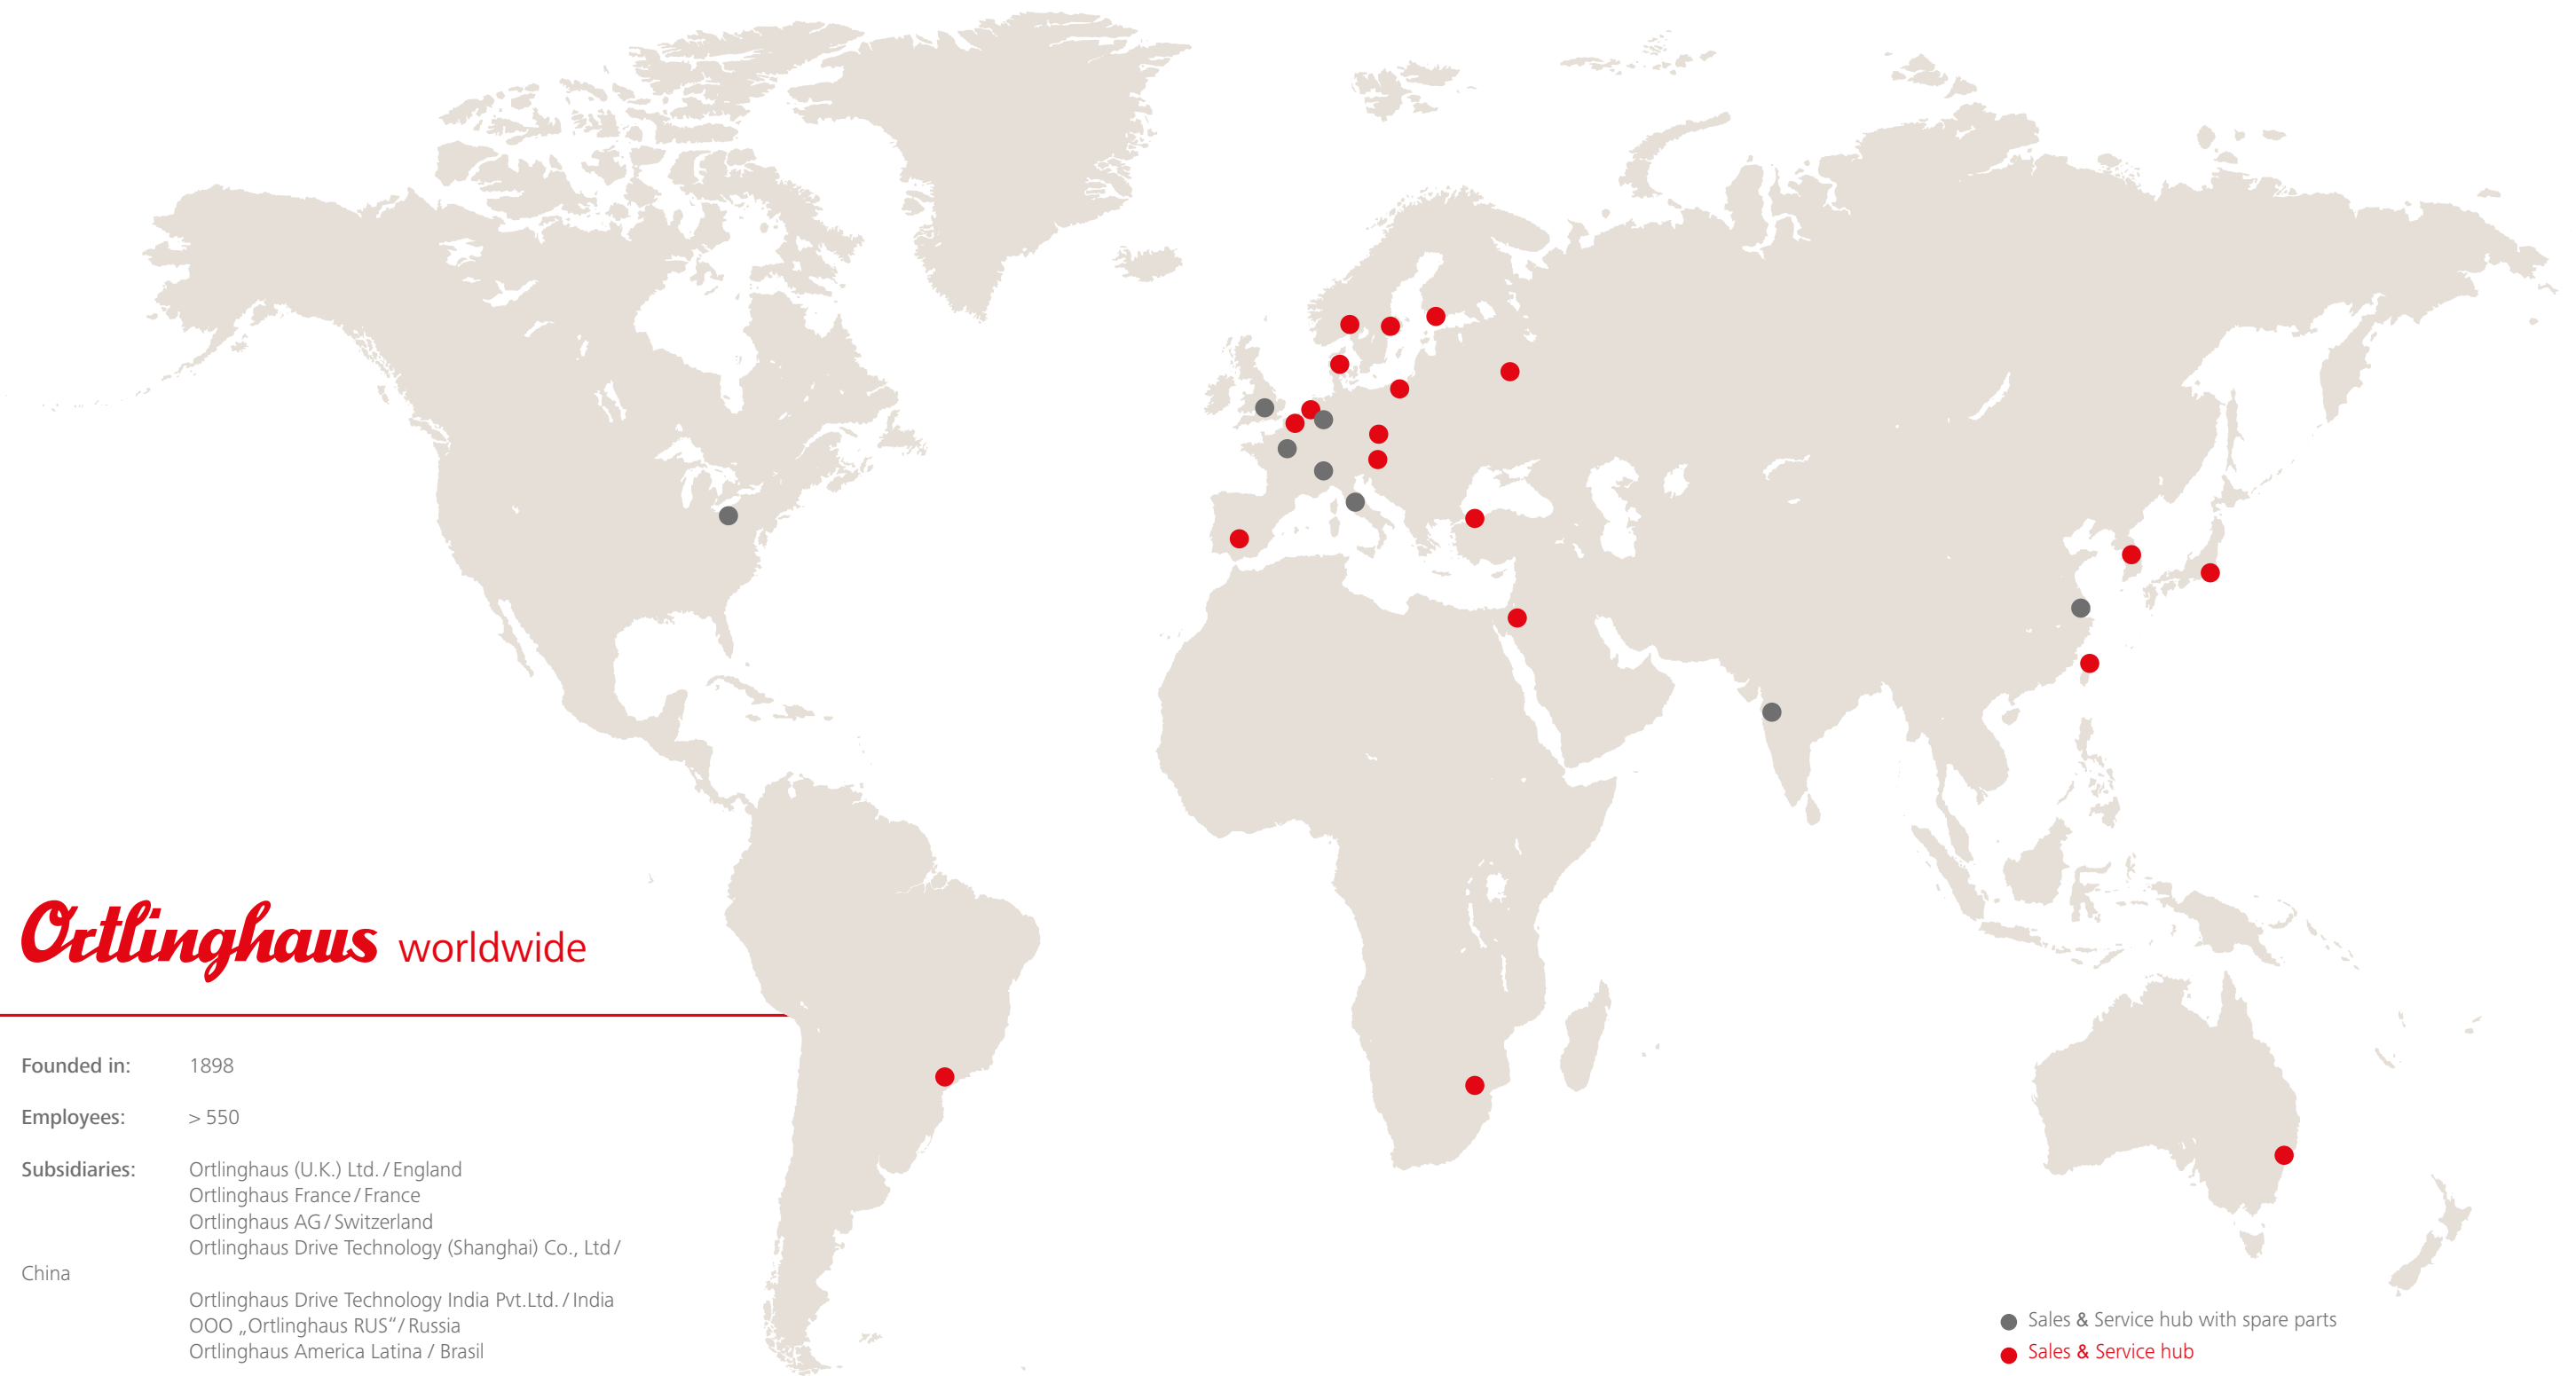 Ortlinghaus worldwide
Founded in: 1898
Employees: > 550
Subsidiaries: Ortlinghaus (U.K.) Ltd. / England
Ortlinghaus France / France
Ortlinghaus AG / Switzerland
Ortlinghaus Drive Technology (Shanghai) Co., Ltd /
China
Ortlinghaus Drive Technology India Pvt.Ltd. / India
OOO „Ortlinghaus RUS“ / Russia
Ortlinghaus America Latina / Brasil
Sales & Service hub with spare parts
Sales & Service hub